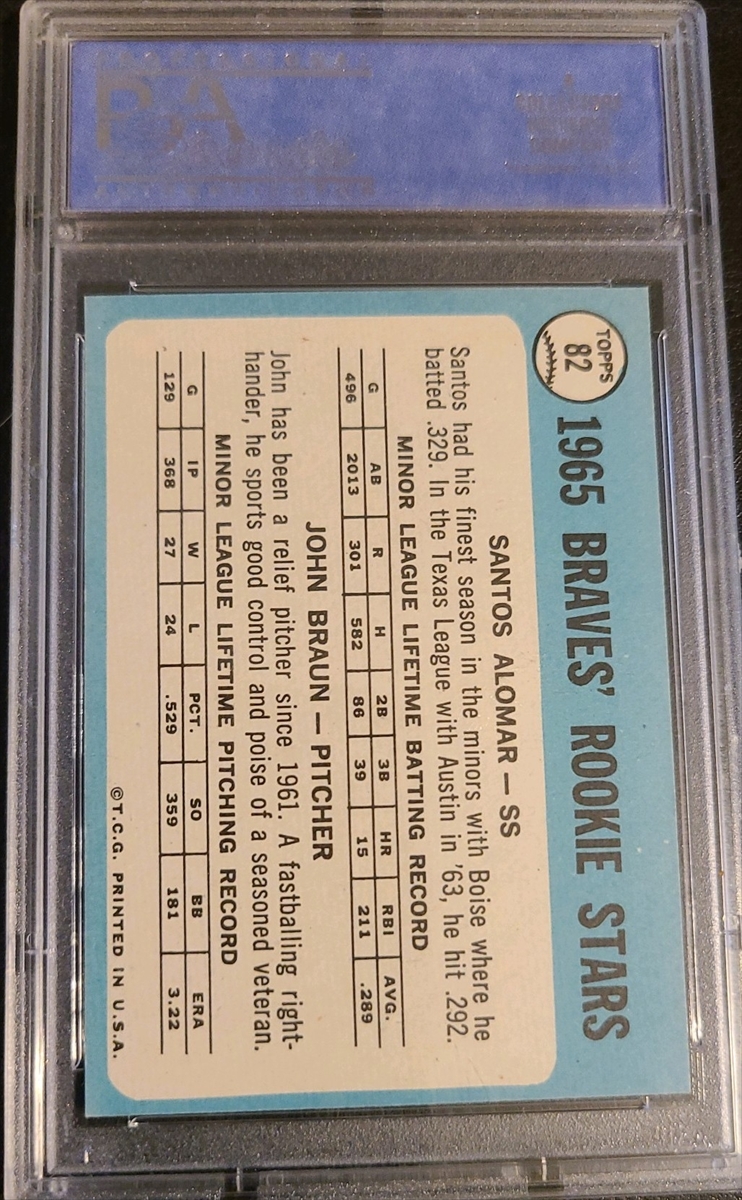 PSA
TOPPS
82
1965 BRAVES' ROOKIE STARS
SANTOS ALOMAR — SS
Santos had his finest season in the minors with Boise where he
batted .329. In the Texas League with Austin in '63, he hit .292.
MINOR LEAGUE LIFETIME BATTING RECORD
G AB R H 2B 3B HR RBI AVG.
496 2013 301 582 86 39 15 211 .289
JOHN BRAUN — PITCHER
John has been a relief pitcher since 1961. A fastballing right-
hander, he sports good control and poise of a seasoned veteran.
MINOR LEAGUE LIFETIME PITCHING RECORD
G IP W L PCT. SO BB ERA
129 368 27 24 .529 359 181 3.22
©T.C.G. PRINTED IN U.S.A.